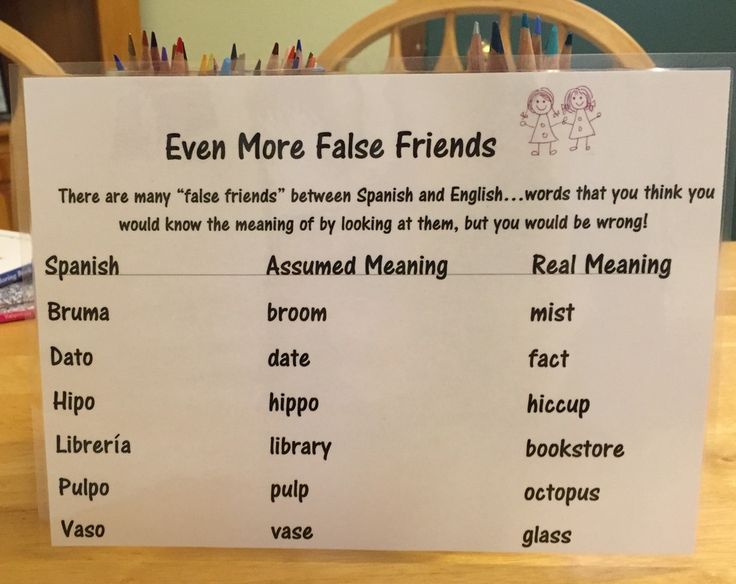 Even More False Friends
There are many “false friends” between Spanish and English...words that you think you
would know the meaning of by looking at them, but you would be wrong!
Spanish Assumed Meaning Real Meaning
Bruma broom mist
Dato date fact
Hipo hippo hiccup
Librería library bookstore
Pulpo pulp octopus
Vaso vase glass